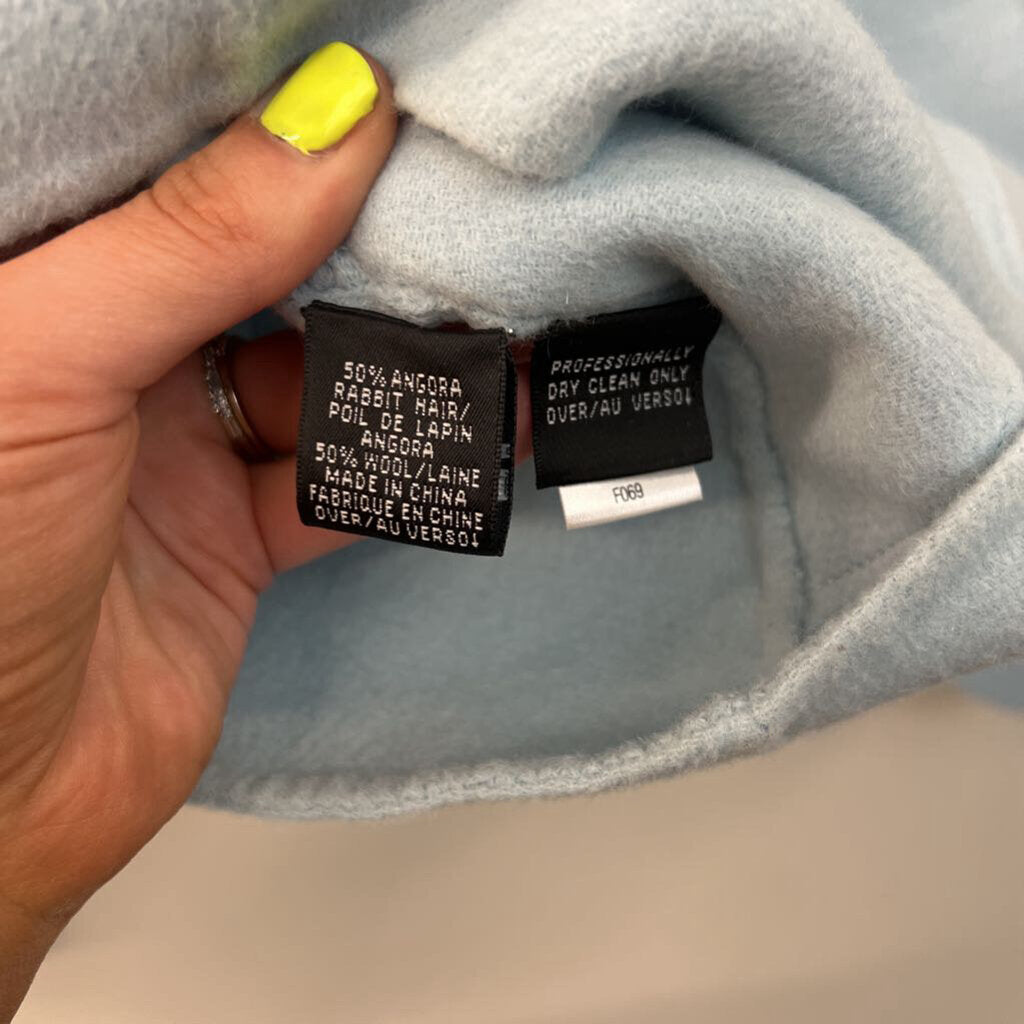 50% ANGORA
RABBIT HAIR/
POIL DE LAPIN
ANGORA
50% WOOL/LAINE
MADE IN CHINA
FABRIQUE EN CHINE
OVER/AU VERSO↓
PROFESSIONALLY
DRY CLEAN ONLY
OVER/AU VERSO↓
F069